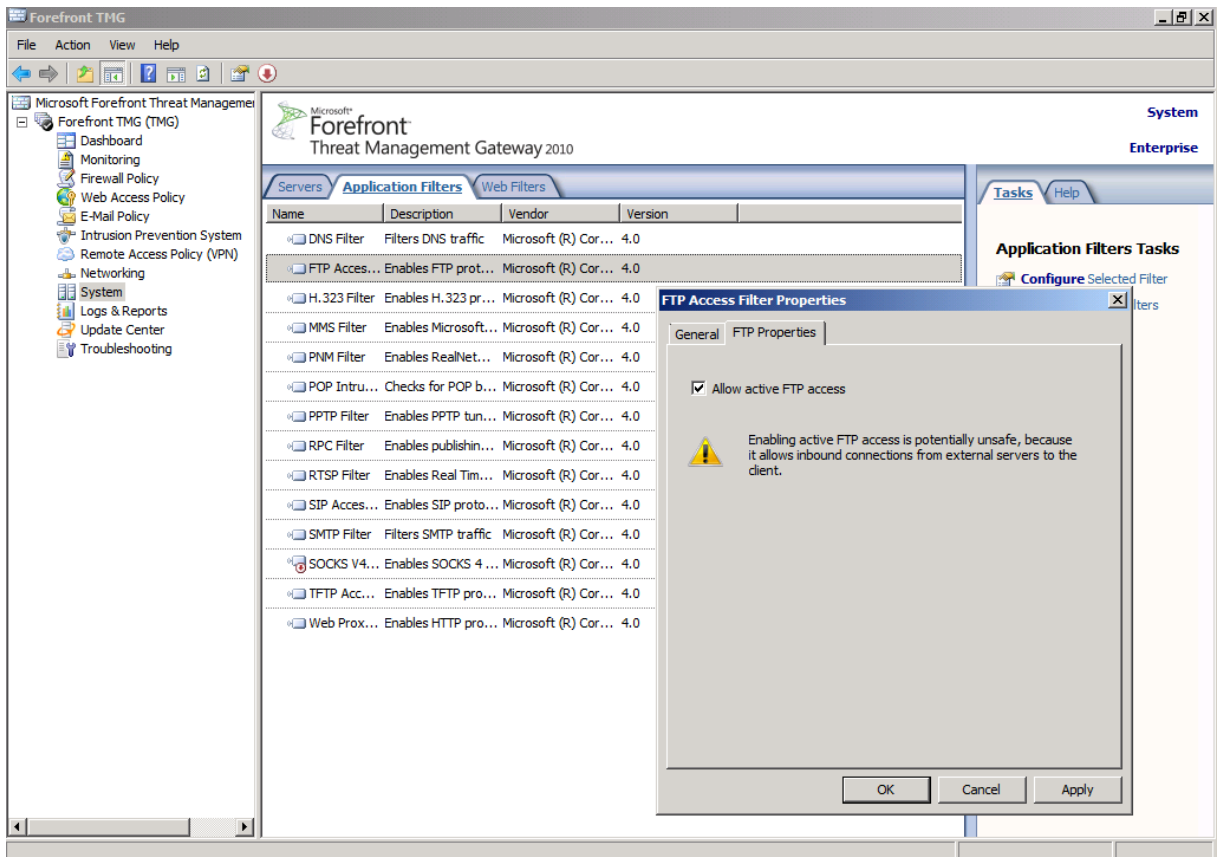 Forefront TMG
File Action View Help
Microsoft Forefront Threat Managemer
Forefront TMG (TMG)
Dashboard
Monitoring
Firewall Policy
Web Access Policy
E-Mail Policy
Intrusion Prevention System
Remote Access Policy (VPN)
Networking
System
Logs & Reports
Update Center
Troubleshooting
Microsoft
Forefront
Threat Management Gateway 2010
System
Enterprise
Servers Application Filters Web Filters
Name Description Vendor Version
DNS Filter Filters DNS traffic Microsoft (R) Cor... 4.0
FTP Acces... Enables FTP prot... Microsoft (R) Cor... 4.0
H.323 Filter Enables H.323 pr... Microsoft (R) Cor... 4.0
MMS Filter Enables Microsoft... Microsoft (R) Cor... 4.0
PNM Filter Enables RealNet... Microsoft (R) Cor... 4.0
POP Intru... Checks for POP b... Microsoft (R) Cor... 4.0
PPTP Filter Enables PPTP tun... Microsoft (R) Cor... 4.0
RPC Filter Enables publishin... Microsoft (R) Cor... 4.0
RTSP Filter Enables Real Tim... Microsoft (R) Cor... 4.0
SIP Acces... Enables SIP proto... Microsoft (R) Cor... 4.0
SMTP Filter Filters SMTP traffic Microsoft (R) Cor... 4.0
SOCKS V4... Enables SOCKS 4 ... Microsoft (R) Cor... 4.0
TFTP Acc... Enables TFTP pro... Microsoft (R) Cor... 4.0
Web Prox... Enables HTTP pro... Microsoft (R) Cor... 4.0
Tasks Help
Application Filters Tasks
Configure Selected Filter
lters
FTP Access Filter Properties
General FTP Properties
Allow active FTP access
Enabling active FTP access is potentially unsafe, because
it allows inbound connections from external servers to the
client.
OK Cancel Apply